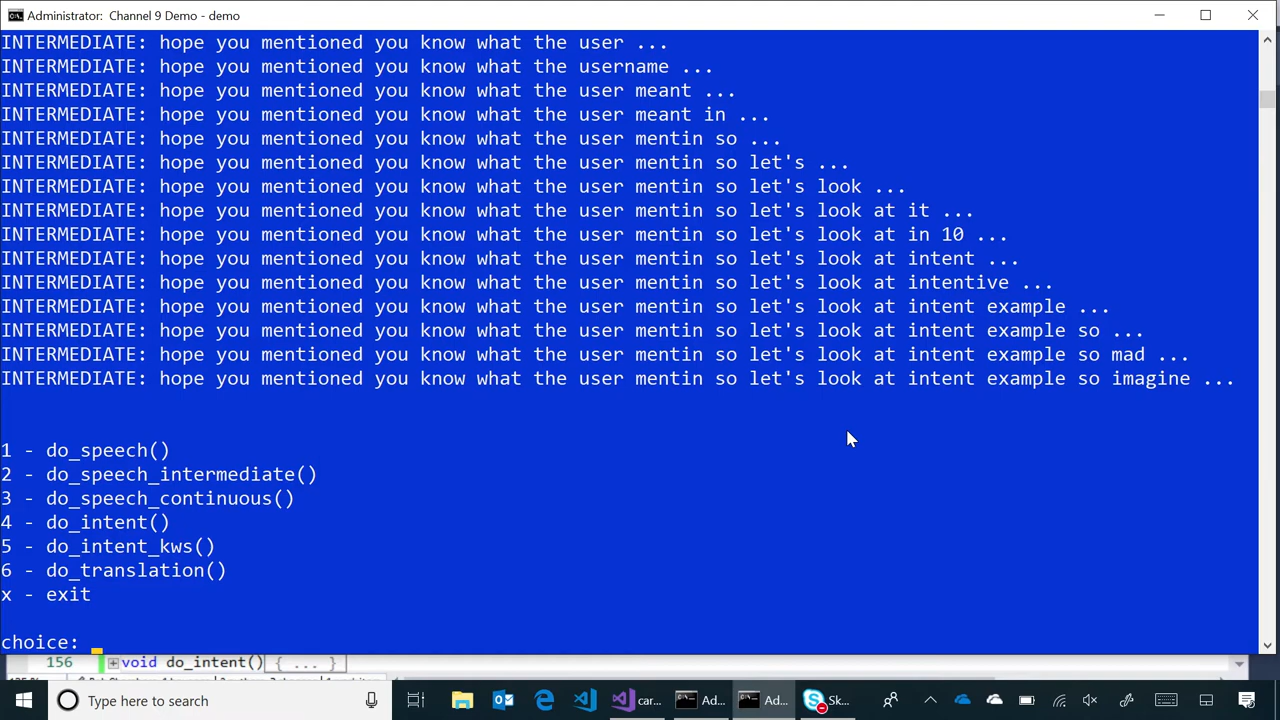 Administrator: Channel 9 Demo - demo
INTERMEDIATE: hope you mentioned you know what the user ...
INTERMEDIATE: hope you mentioned you know what the username ...
INTERMEDIATE: hope you mentioned you know what the user meant ...
INTERMEDIATE: hope you mentioned you know what the user meant in ...
INTERMEDIATE: hope you mentioned you know what the user mentin so ...
INTERMEDIATE: hope you mentioned you know what the user mentin so let's ...
INTERMEDIATE: hope you mentioned you know what the user mentin so let's look ...
INTERMEDIATE: hope you mentioned you know what the user mentin so let's look at it ...
INTERMEDIATE: hope you mentioned you know what the user mentin so let's look at in 10 ...
INTERMEDIATE: hope you mentioned you know what the user mentin so let's look at intent ...
INTERMEDIATE: hope you mentioned you know what the user mentin so let's look at intentive ...
INTERMEDIATE: hope you mentioned you know what the user mentin so let's look at intent example ...
INTERMEDIATE: hope you mentioned you know what the user mentin so let's look at intent example so ...
INTERMEDIATE: hope you mentioned you know what the user mentin so let's look at intent example so mad ...
INTERMEDIATE: hope you mentioned you know what the user mentin so let's look at intent example so imagine ...
1 - do_speech()
2 - do_speech_intermediate()
3 - do_speech_continuous()
4 - do_intent()
5 - do_intent_kws()
6 - do_translation()
x - exit
choice:
156 void do_intent() { ... }
Type here to search car... Ad... Ad... Sk...